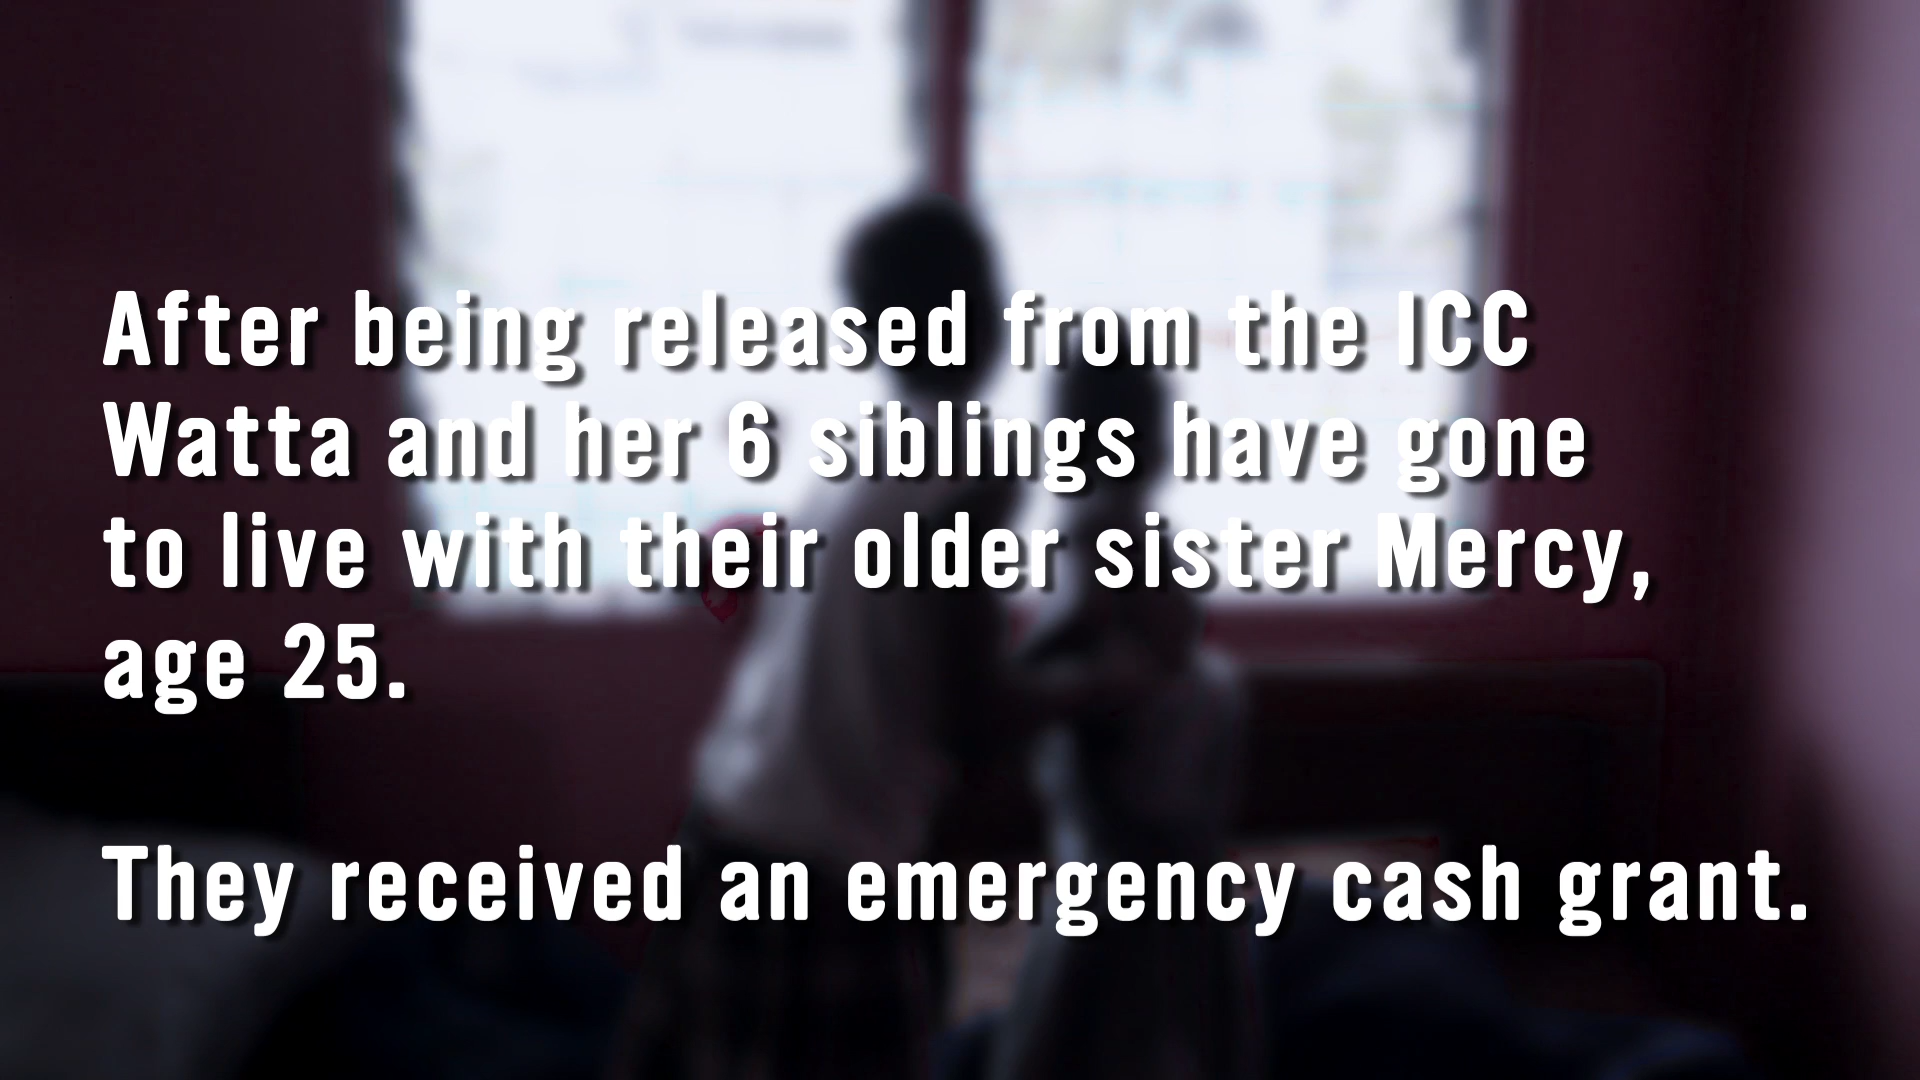 After being released from the ICC
Watta and her 6 siblings have gone
to live with their older sister Mercy,
age 25.
They received an emergency cash grant.